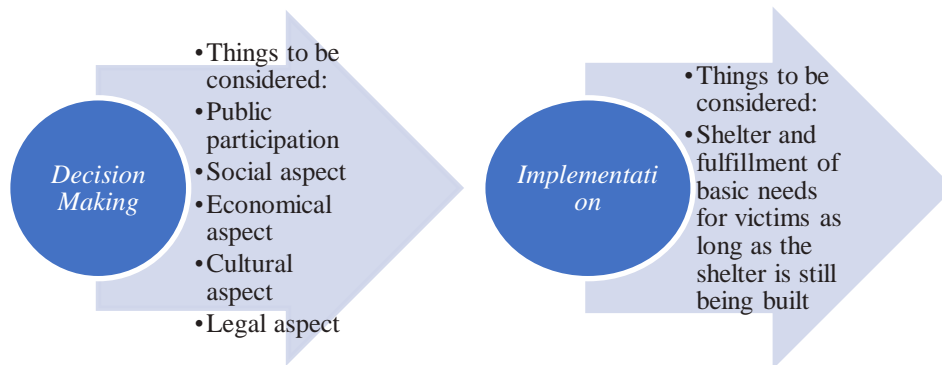 Decision
Making
•Things to be
considered:
•Public
participation
•Social aspect
•Economical
aspect
•Cultural
aspect
•Legal aspect
Implementati
on
•Things to be
considered:
•Shelter and
fulfillment of
basic needs
for victims as
long as the
shelter is still
being built